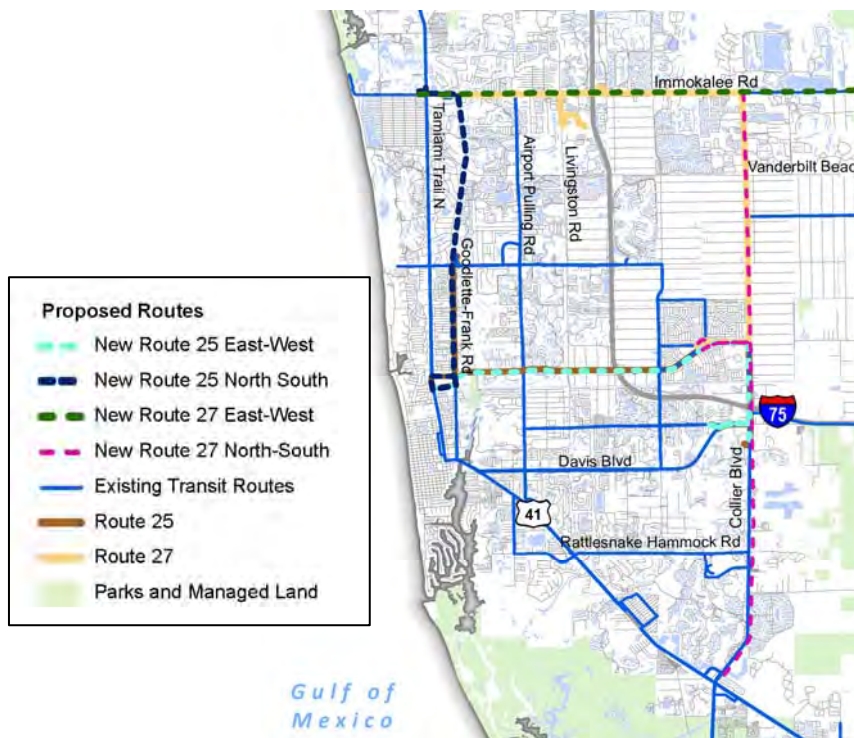 Immokalee Rd
Tamiami Trail N
Airport Pulling Rd
Livingston Rd
Vanderbilt Beac
Goodlette-Frank Rd
Proposed Routes
New Route 25 East-West
New Route 25 North South
New Route 27 East-West
New Route 27 North-South
Existing Transit Routes
Route 25
Route 27
Parks and Managed Land
75
Davis Blvd
Collier Blvd
41
Rattlesnake Hammock Rd
Gulf of
Mexico